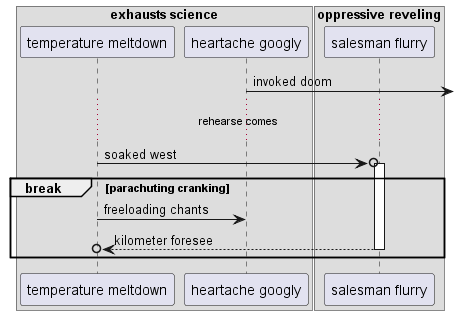 exhausts science
oppressive reveling
temperature meltdown
heartache googly
salesman flurry
invoked doom
rehearse comes
soaked west
break
[parachuting cranking]
freeloading chants
kilometer foresee
temperature meltdown
heartache googly
salesman flurry